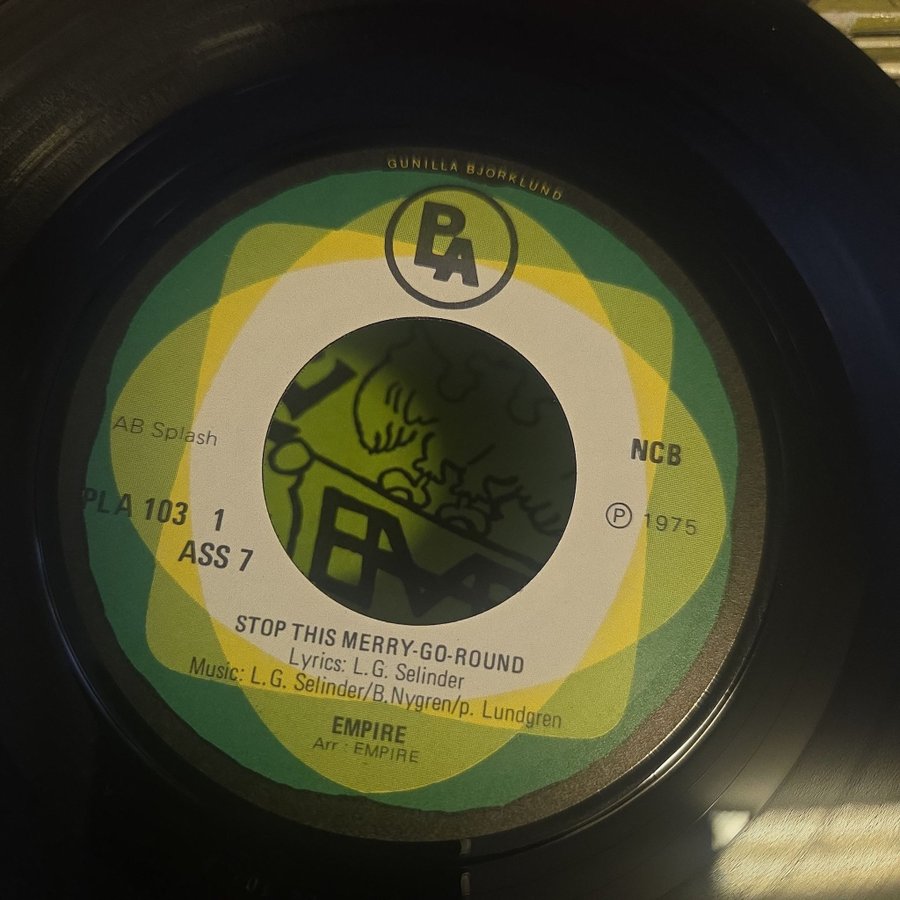 GUNILLA BJORKLUND
PLA
AB Splash
NCB
PLA 103 1
Ⓟ 1975
ASS 7
STOP THIS MERRY-GO-ROUND
Lyrics: L.G. Selinder
Music: L.G. Selinder/B.Nygren/p. Lundgren
EMPIRE
Arr : EMPIRE